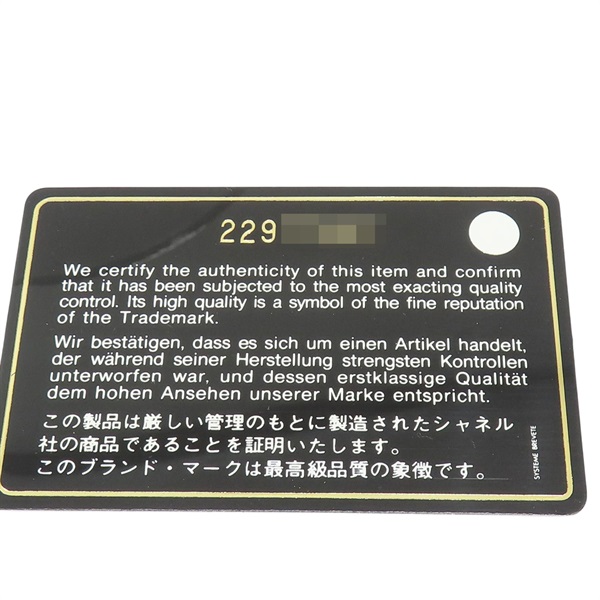 229
We certify the authenticity of this item and confirm
that it has been subjected to the most exacting quality
control. Its high quality is a symbol of the fine reputation
of the Trademark.
Wir bestätigen, dass es sich um einen Artikel handelt,
der während seiner Herstellung strengsten Kontrollen
unterworfen war, und dessen erstklassige Qualität
dem hohen Ansehen unserer Marke entspricht.
この製品は厳しい管理のもとに製造されたシャネル
社の商品であることを証明いたします。
このブランド・マークは最高級品質の象徴です。
SYSTEME BREVETE